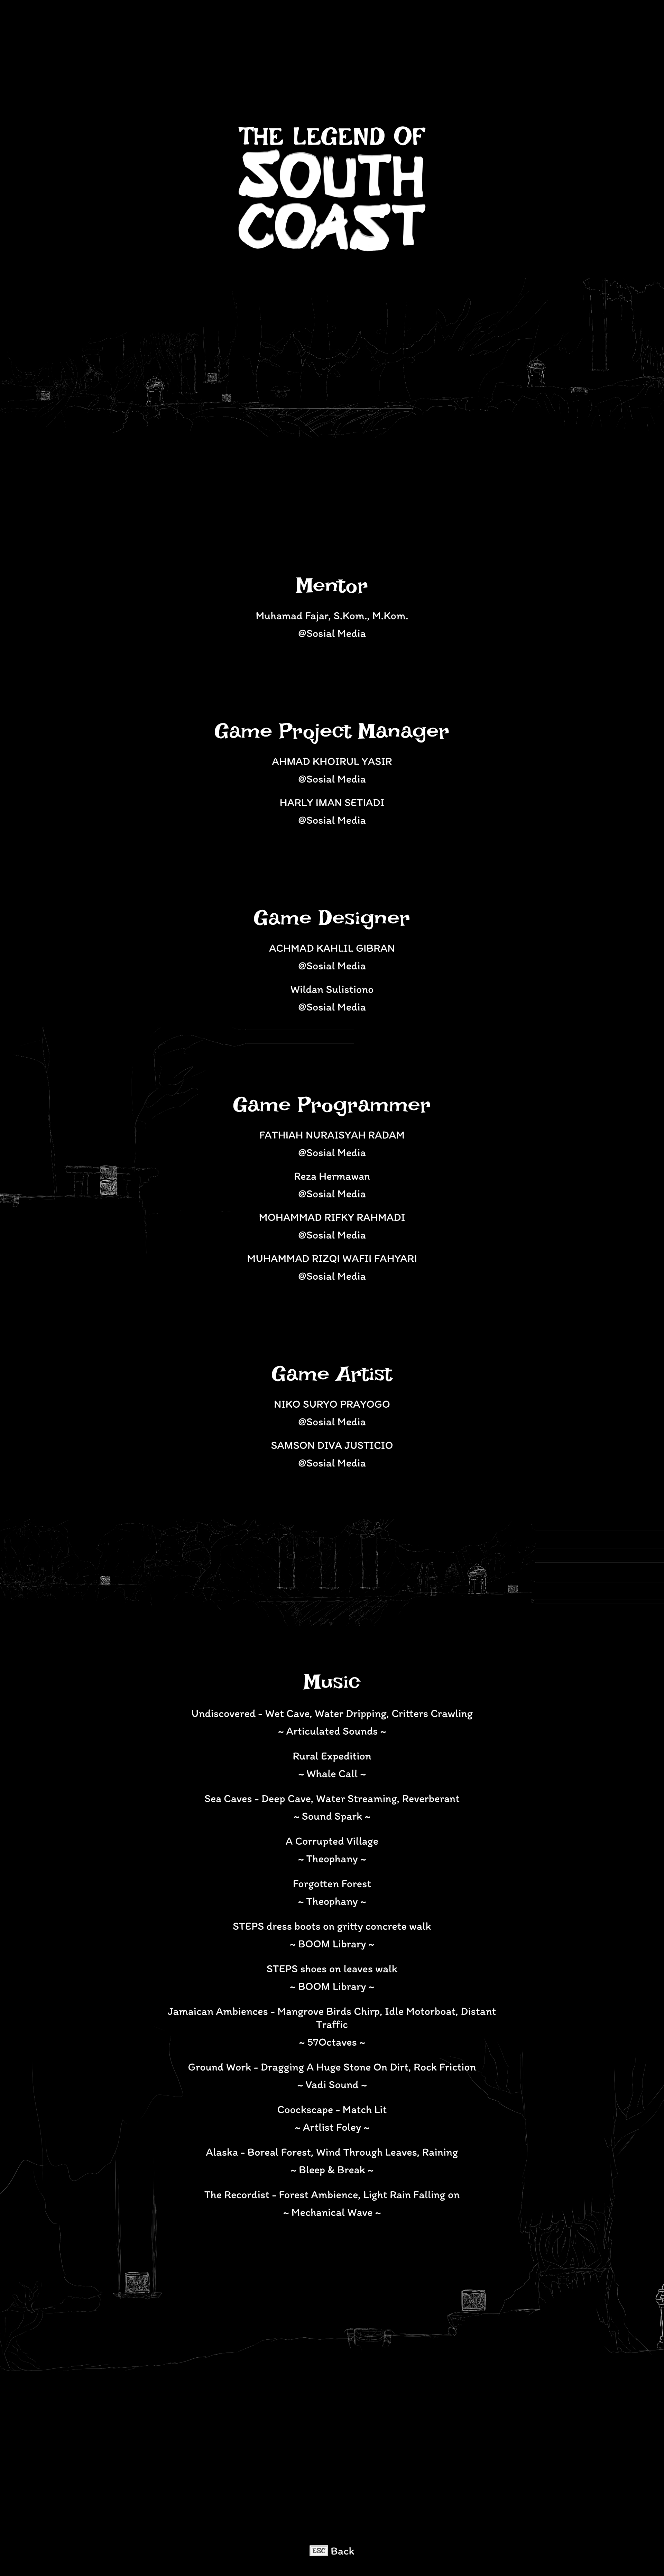 THE LEGEND OF
SOUTH
COAST
Mentor
Muhamad Fajar, S.Kom., M.Kom.
@Sosial Media
Game Project Manager
AHMAD KHOIRUL YASIR
@Sosial Media
HARLY IMAN SETIADI
@Sosial Media
Game Designer
ACHMAD KAHLIL GIBRAN
@Sosial Media
Wildan Sulistiono
@Sosial Media
Game Programmer
FATHIAH NURAISYAH RADAM
@Sosial Media
Reza Hermawan
@Sosial Media
MOHAMMAD RIFKY RAHMADI
@Sosial Media
MUHAMMAD RIZQI WAFII FAHYARI
@Sosial Media
Game Artist
NIKO SURYO PRAYOGO
@Sosial Media
SAMSON DIVA JUSTICIO
@Sosial Media
Music
Undiscovered - Wet Cave, Water Dripping, Critters Crawling
~ Articulated Sounds ~
Rural Expedition
~ Whale Call ~
Sea Caves - Deep Cave, Water Streaming, Reverberant
~ Sound Spark ~
A Corrupted Village
~ Theophany ~
Forgotten Forest
~ Theophany ~
STEPS dress boots on gritty concrete walk
~ BOOM Library ~
STEPS shoes on leaves walk
~ BOOM Library ~
Jamaican Ambiences - Mangrove Birds Chirp, Idle Motorboat, Distant
Traffic
~ 57Octaves ~
Ground Work - Dragging A Huge Stone On Dirt, Rock Friction
~ Vadi Sound ~
Coockscape - Match Lit
~ Artlist Foley ~
Alaska - Boreal Forest, Wind Through Leaves, Raining
~ Bleep & Break ~
The Recordist - Forest Ambience, Light Rain Falling on
~ Mechanical Wave ~
ESC Back